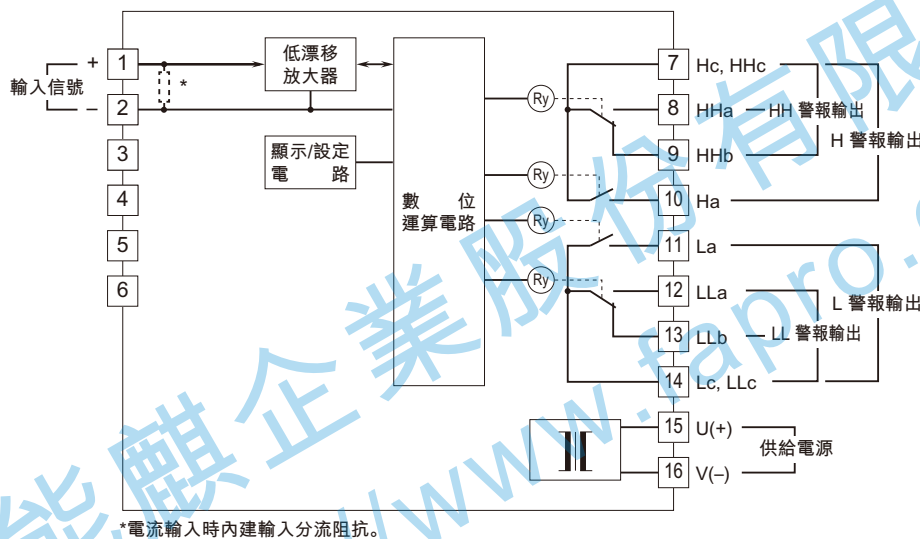 輸入信號
+
−
1
2
3
4
5
6
*
低漂移
放大器
顯示/設定
電 路
數 位
運算電路
Ry
Ry
Ry
Ry
7 Hc, HHc
8 HHa
9 HHb
10 Ha
11 La
12 LLa
13 LLb
14 Lc, LLc
15 U(+)
16 V(−)
HH 警報輸出
H 警報輸出
L 警報輸出
LL 警報輸出
供給電源
*電流輸入時內建輸入分流阻抗。
能麒企業股份有限
www.fapro.